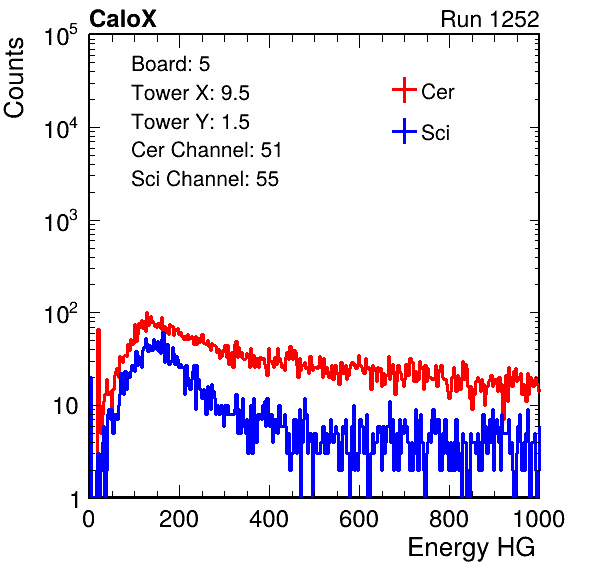 CaloX Run 1252
Counts
10^5
10^4
10^3
10^2
10
1
Board: 5
Tower X: 9.5
Tower Y: 1.5
Cer Channel: 51
Sci Channel: 55
Cer
Sci
0 200 400 600 800 1000
Energy HG